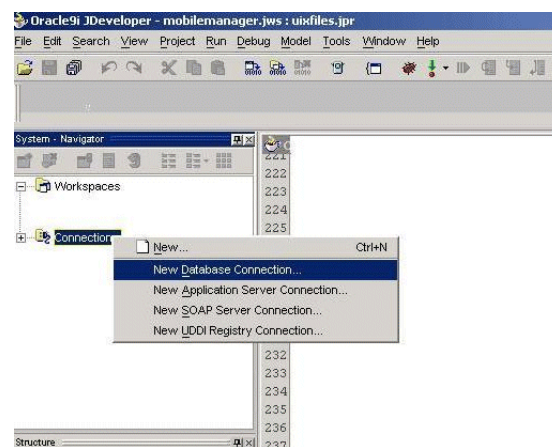 Oracle9i JDeveloper - mobilemanager.jws : uixfiles.jpr
File Edit Search View Project Run Debug Model Tools Window Help
System - Navigator
Workspaces
Connection
New... Ctrl+N
New Database Connection...
New Application Server Connection...
New SOAP Server Connection...
New UDDI Registry Connection...
221
222
223
224
225
232
233
234
235
236
237
Structure